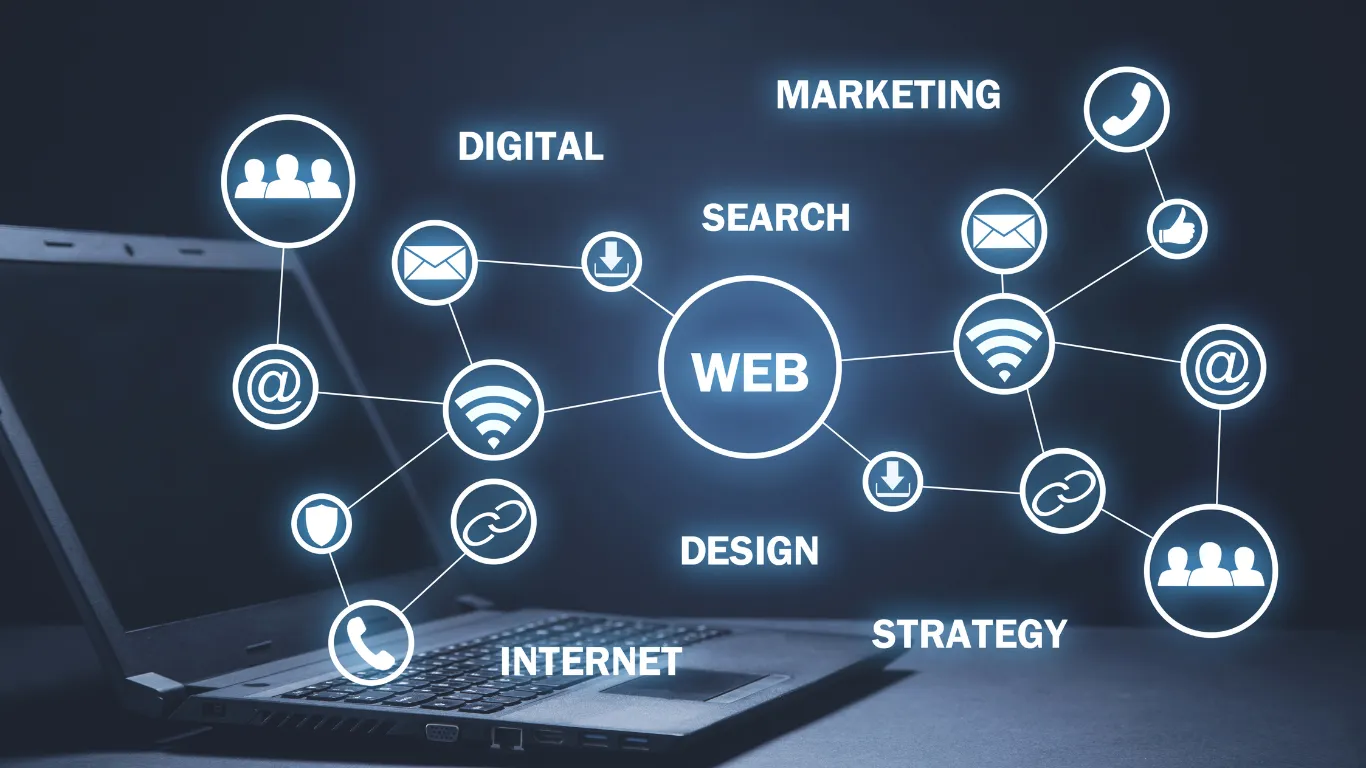 MARKETING
DIGITAL
SEARCH
WEB
DESIGN
STRATEGY
INTERNET